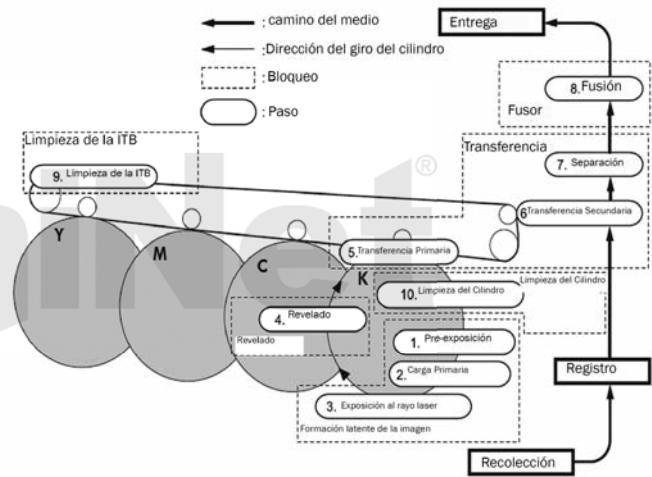 : camino del medio
:Dirección del giro del cilindro
: Bloqueo
: Paso
Entrega
8. Fusión
Fusor
Limpieza de la ITB
9. Limpieza de la ITB
Transferencia
7. Separación
6 Transferencia Secundaria
5. Transferencia Primaria
Y
M
C
K
10. Limpieza del Cilindro
Limpieza del Cilindro
4. Revelado
Revelado
1. Pre-exposición
2. Carga Primaria
3. Exposición al rayo laser
Formación latente de la imagen
Registro
Recolección
®